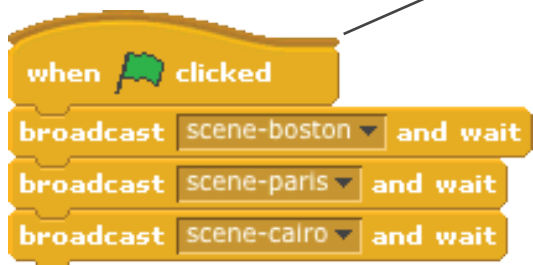 when clicked
broadcast scene-boston and wait
broadcast scene-paris and wait
broadcast scene-cairo and wait